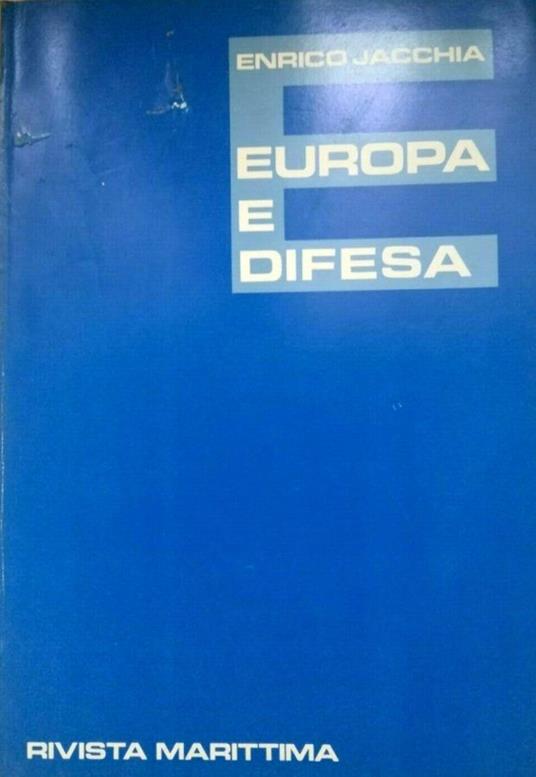 ENRICO JACCHIA
EUROPA
E
DIFESA
RIVISTA MARITTIMA